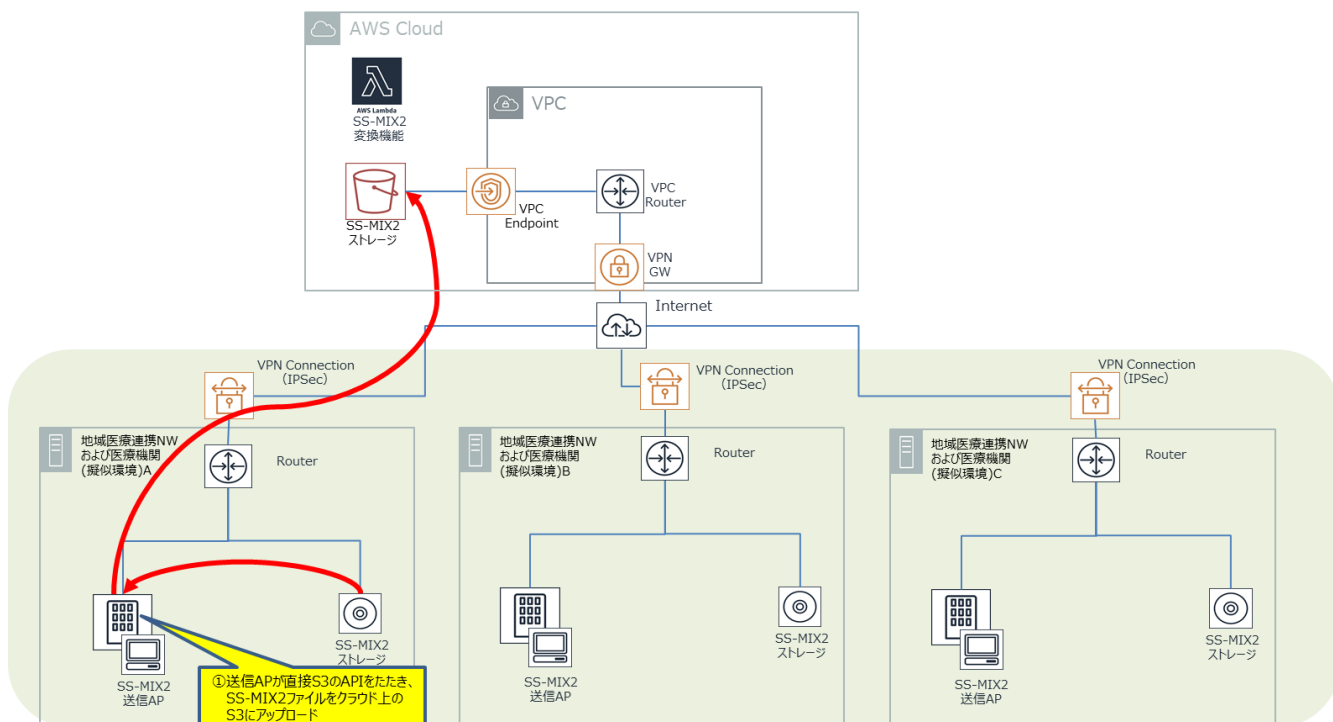 AWS Cloud
AWS Lambda
SS-MIX2
変換機能
VPC
SS-MIX2
ストレージ
VPC
Endpoint
VPC
Router
VPN
GW
Internet
VPN Connection
(IPSec)
VPN Connection
(IPSec)
VPN Connection
(IPSec)
地域医療連携NW
および医療機関
(擬似環境)A
Router
SS-MIX2
送信AP
SS-MIX2
ストレージ
①送信APが直接S3のAPIをたたき、
SS-MIX2ファイルをクラウド上の
S3にアップロード
地域医療連携NW
および医療機関
(擬似環境)B
Router
SS-MIX2
送信AP
SS-MIX2
ストレージ
地域医療連携NW
および医療機関
(擬似環境)C
Router
SS-MIX2
送信AP
SS-MIX2
ストレージ